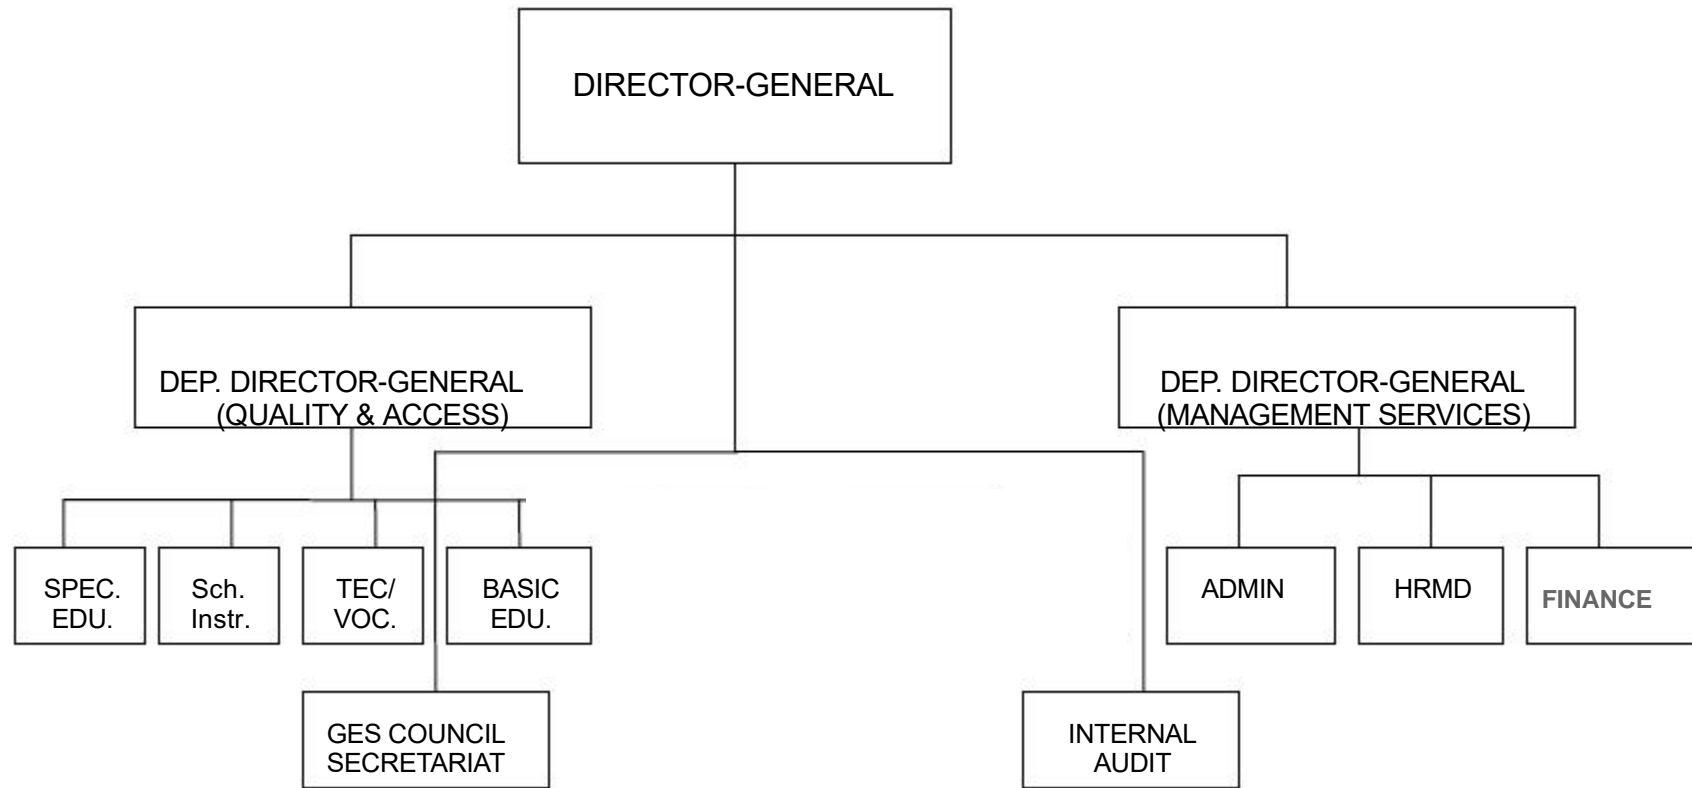 DIRECTOR-GENERAL
DEP. DIRECTOR-GENERAL
(QUALITY & ACCESS)
DEP. DIRECTOR-GENERAL
(MANAGEMENT SERVICES)
SPEC.
EDU.
Sch.
Instr.
TEC/
VOC.
BASIC
EDU.
ADMIN
HRMD
FINANCE
GES COUNCIL
SECRETARIAT
INTERNAL
AUDIT